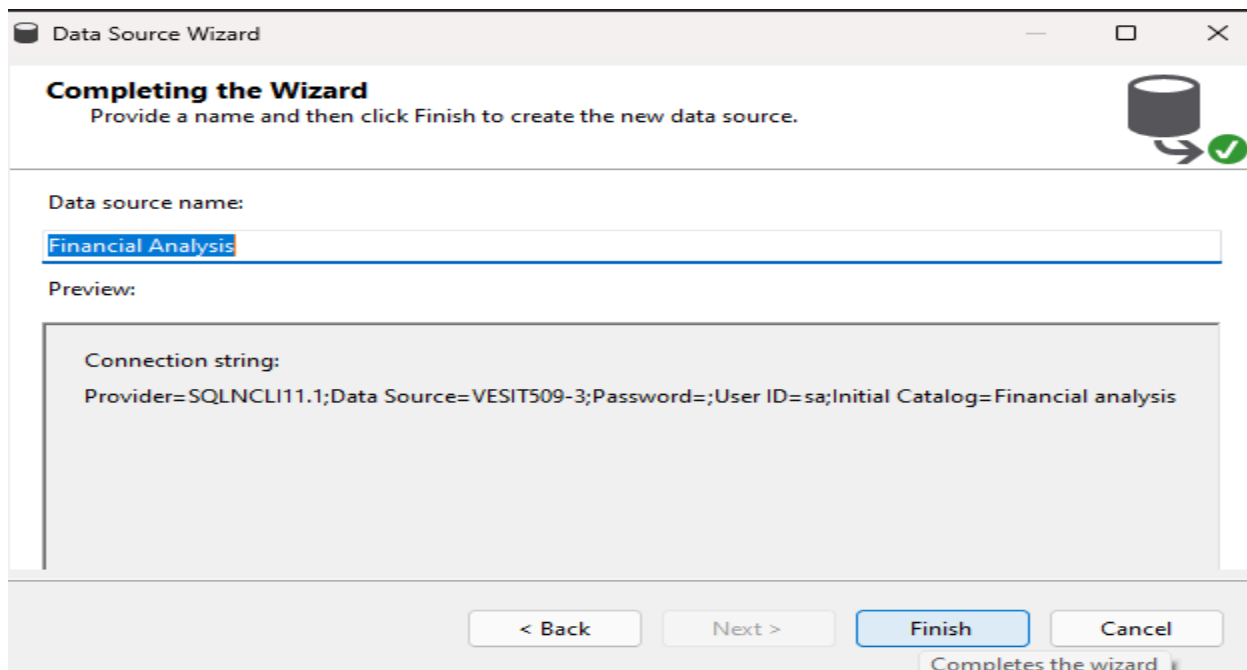 Data Source Wizard
Completing the Wizard
Provide a name and then click Finish to create the new data source.
Data source name:
Financial Analysis
Preview:
Connection string:
Provider=SQLNCLI11.1;Data Source=VESIT509-3;Password=;User ID=sa;Initial Catalog=Financial analysis
< Back Next > Finish Cancel
Completes the wizard